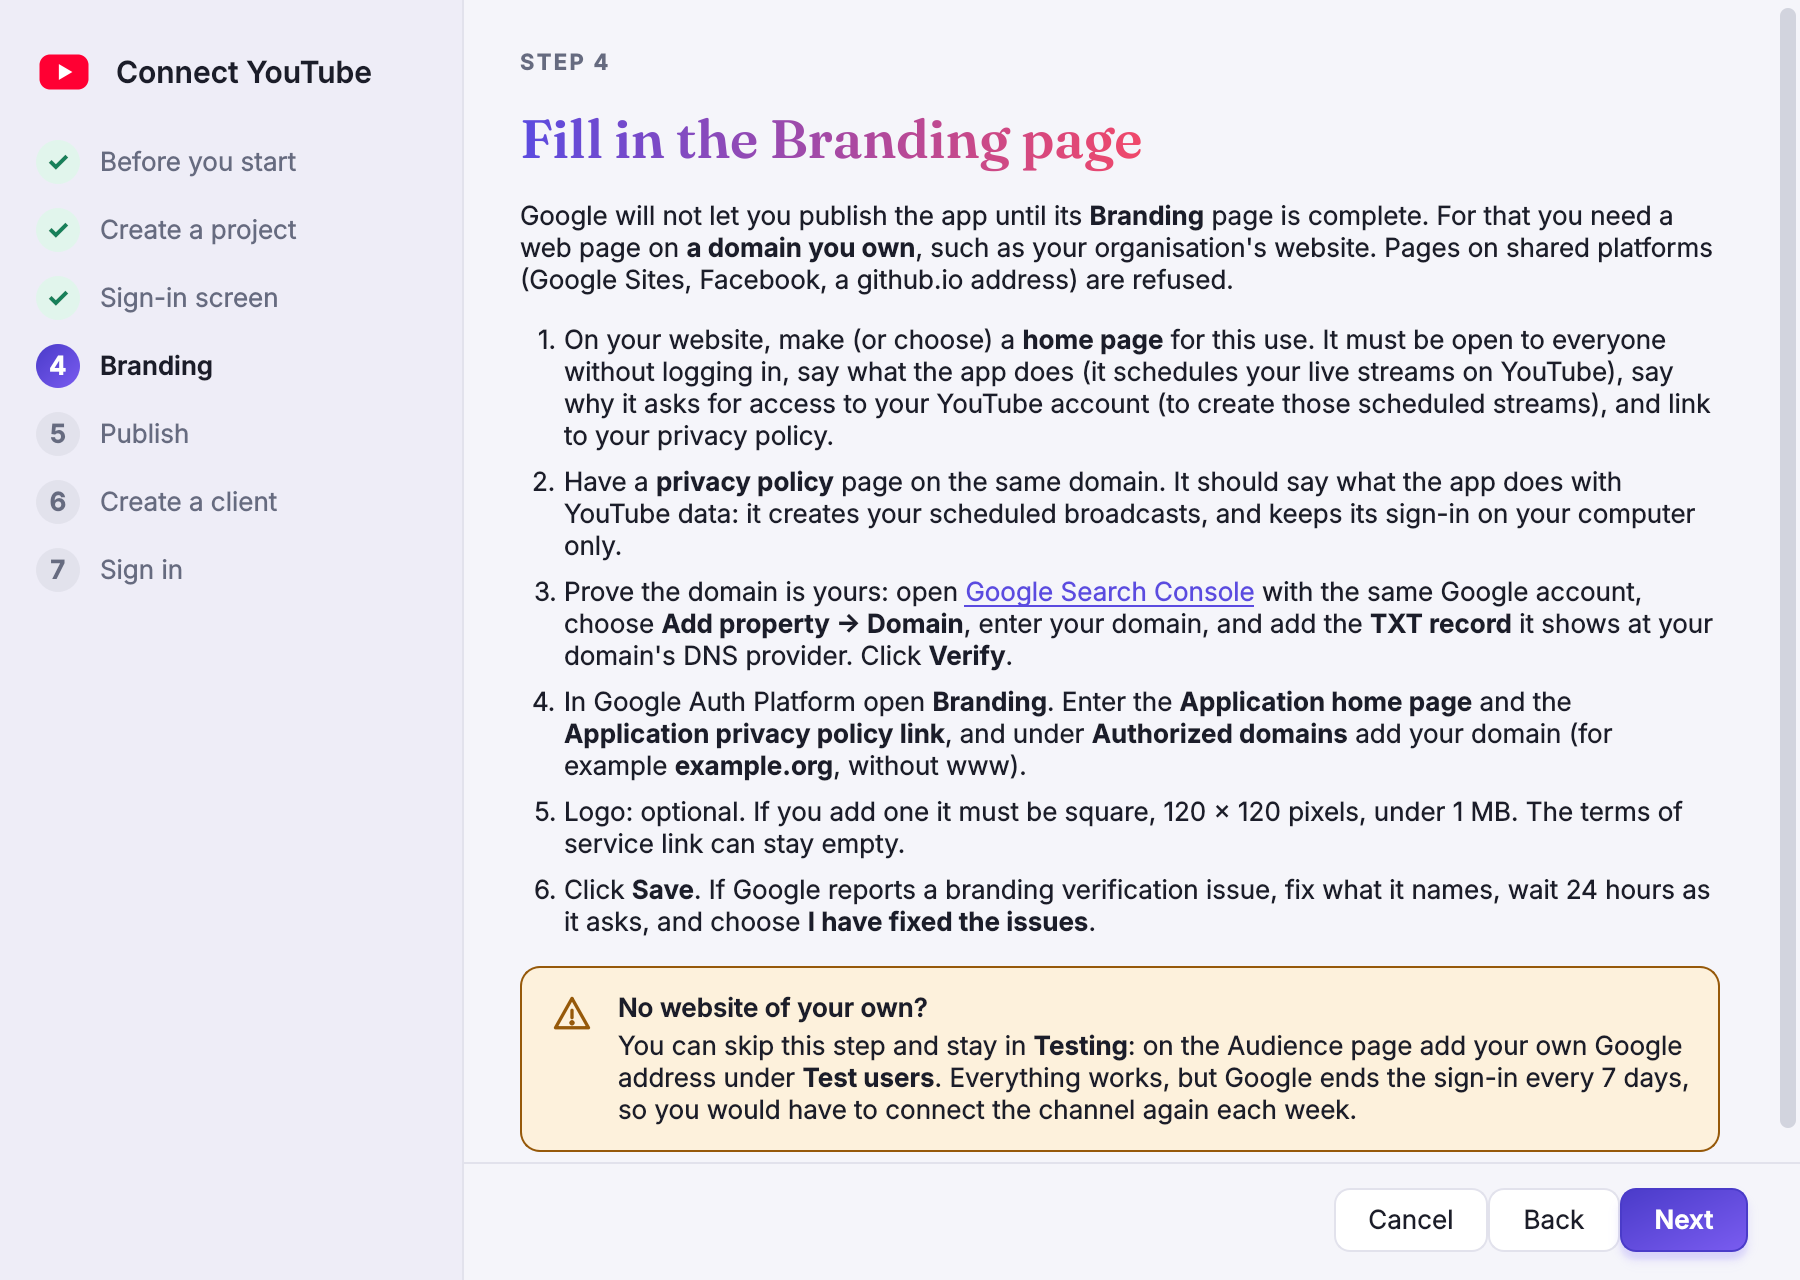 Connect YouTube
Before you start
Create a project
Sign-in screen
4 Branding
5 Publish
6 Create a client
7 Sign in
STEP 4
Fill in the Branding page
Google will not let you publish the app until its Branding page is complete. For that you need a
web page on a domain you own, such as your organisation's website. Pages on shared platforms
(Google Sites, Facebook, a github.io address) are refused.
1. On your website, make (or choose) a home page for this use. It must be open to everyone
without logging in, say what the app does (it schedules your live streams on YouTube), say
why it asks for access to your YouTube account (to create those scheduled streams), and link
to your privacy policy.
2. Have a privacy policy page on the same domain. It should say what the app does with
YouTube data: it creates your scheduled broadcasts, and keeps its sign-in on your computer
only.
3. Prove the domain is yours: open Google Search Console with the same Google account,
choose Add property → Domain, enter your domain, and add the TXT record it shows at your
domain's DNS provider. Click Verify.
4. In Google Auth Platform open Branding. Enter the Application home page and the
Application privacy policy link, and under Authorized domains add your domain (for
example example.org, without www).
5. Logo: optional. If you add one it must be square, 120 × 120 pixels, under 1 MB. The terms of
service link can stay empty.
6. Click Save. If Google reports a branding verification issue, fix what it names, wait 24 hours as
it asks, and choose I have fixed the issues.
No website of your own?
You can skip this step and stay in Testing: on the Audience page add your own Google
address under Test users. Everything works, but Google ends the sign-in every 7 days,
so you would have to connect the channel again each week.
Cancel
Back
Next